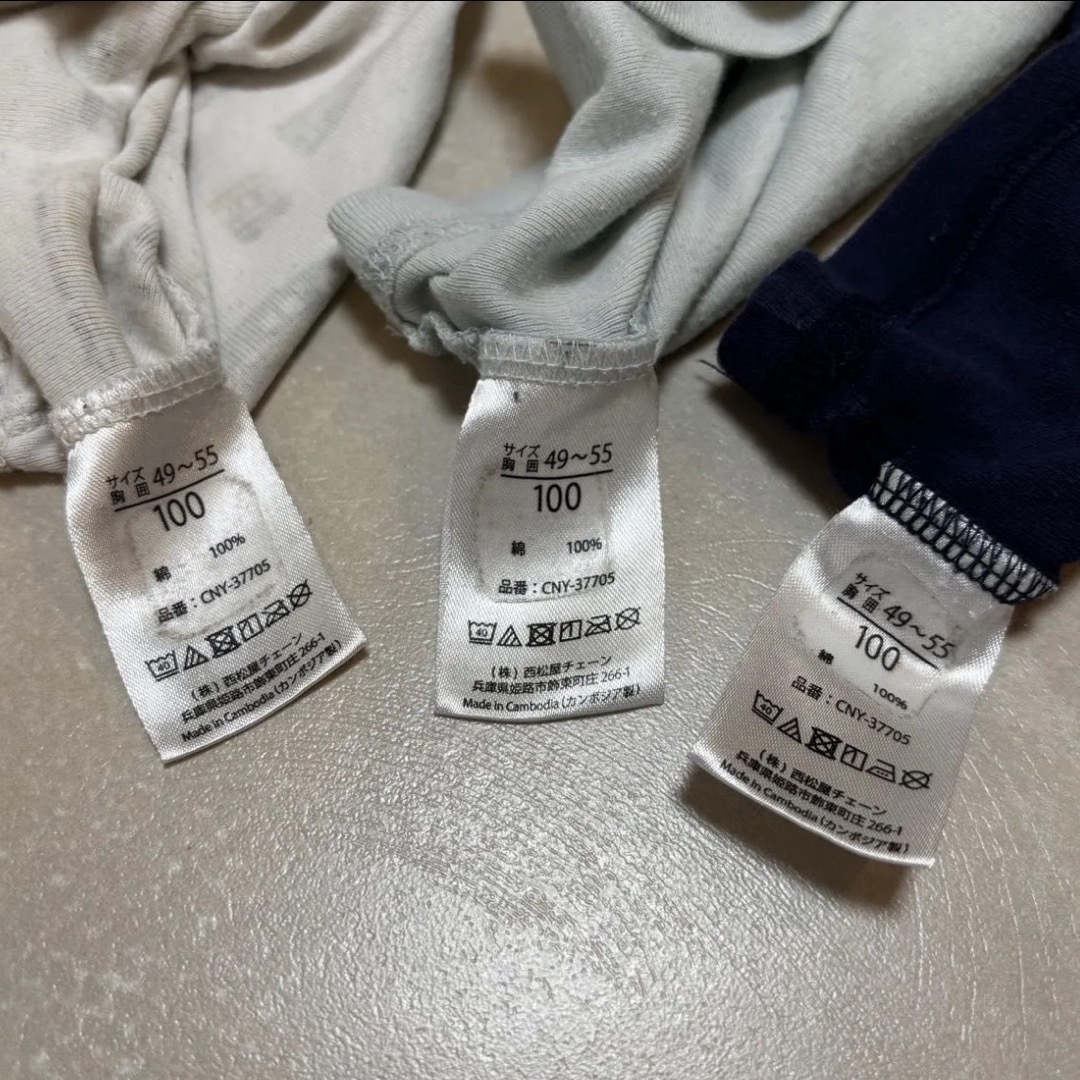 サイズ
胸囲 49～55
100
綿 100%
品番：CNY-37705
40
(株)西松屋チェーン
兵庫県姫路市飾東町庄 266-1
Made in Cambodia (カンボジア製)
サイズ
胸囲 49～55
100
綿 100%
品番：CNY-37705
40
(株)西松屋チェーン
兵庫県姫路市飾東町庄 266-1
Made in Cambodia (カンボジア製)
サイズ
胸囲 49～55
100
綿 100%
品番：CNY-37705
40
(株)西松屋チェーン
兵庫県姫路市飾東町庄 266-1
Made in Cambodia (カンボジア製)